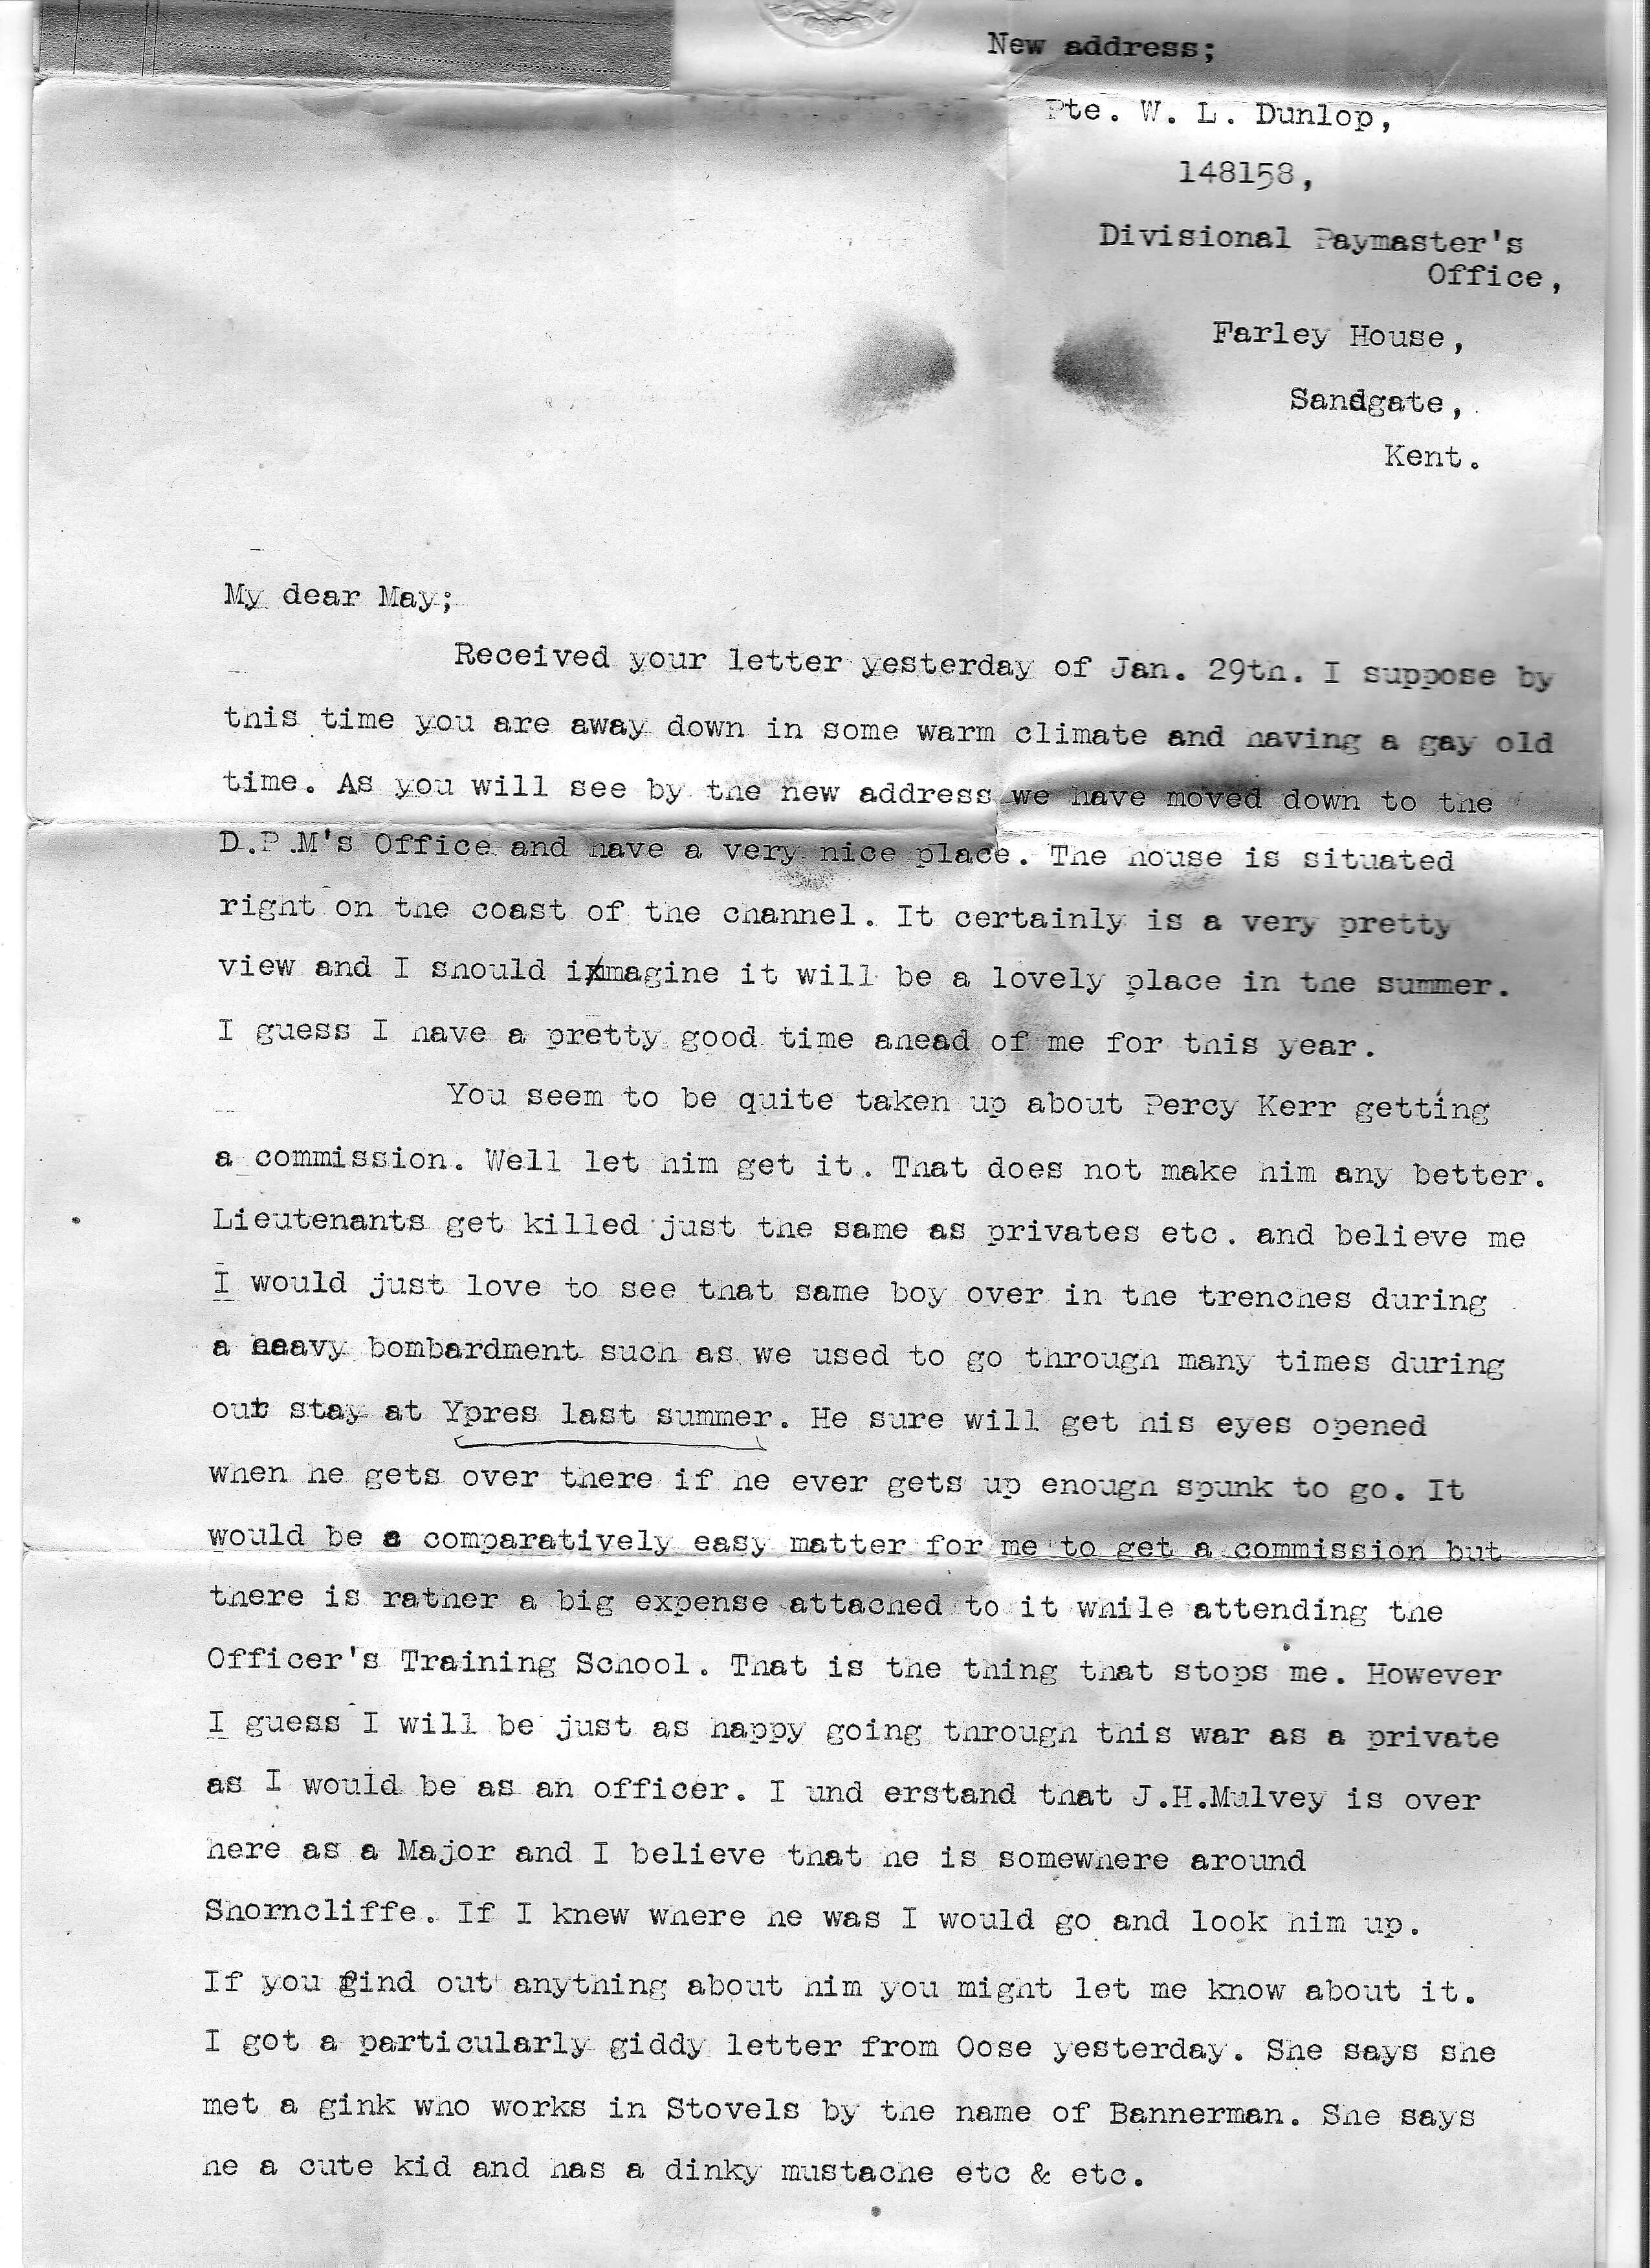 New address;
Pte. W. L. Dunlop,
148158,
Divisional Paymaster's
Office,
Farley House,
Sandgate,
Kent.
My dear May;
Received your letter yesterday of Jan. 29th. I suppose by
this time you are away down in some warm climate and having a gay old
time. As you will see by the new address we have moved down to the
D.P.M's Office and have a very nice place. The house is situated
right on the coast of the channel. It certainly is a very pretty
view and I should immagine it will be a lovely place in the summer.
I guess I have a pretty good time ahead of me for this year.
You seem to be quite taken up about Percy Kerr getting
a commission. Well let him get it. That does not make him any better.
Lieutenants get killed just the same as privates etc. and believe me
I would just love to see that same boy over in the trenches during
a heavy bombardment such as we used to go through many times during
our stay at Ypres last summer. He sure will get his eyes opened
when he gets over there if he ever gets up enough spunk to go. It
would be a comparatively easy matter for me to get a commission but
there is rather a big expense attached to it while attending the
Officer's Training School. That is the thing that stops me. However
I guess I will be just as happy going through this war as a private
as I would be as an officer. I und erstand that J.H.Mulvey is over
here as a Major and I believe that he is somewhere around
Shorncliffe. If I knew where he was I would go and look him up.
If you find out anything about him you might let me know about it.
I got a particularly giddy letter from Oose yesterday. She says she
met a gink who works in Stovels by the name of Bannerman. She says
he a cute kid and has a dinky mustache etc & etc.